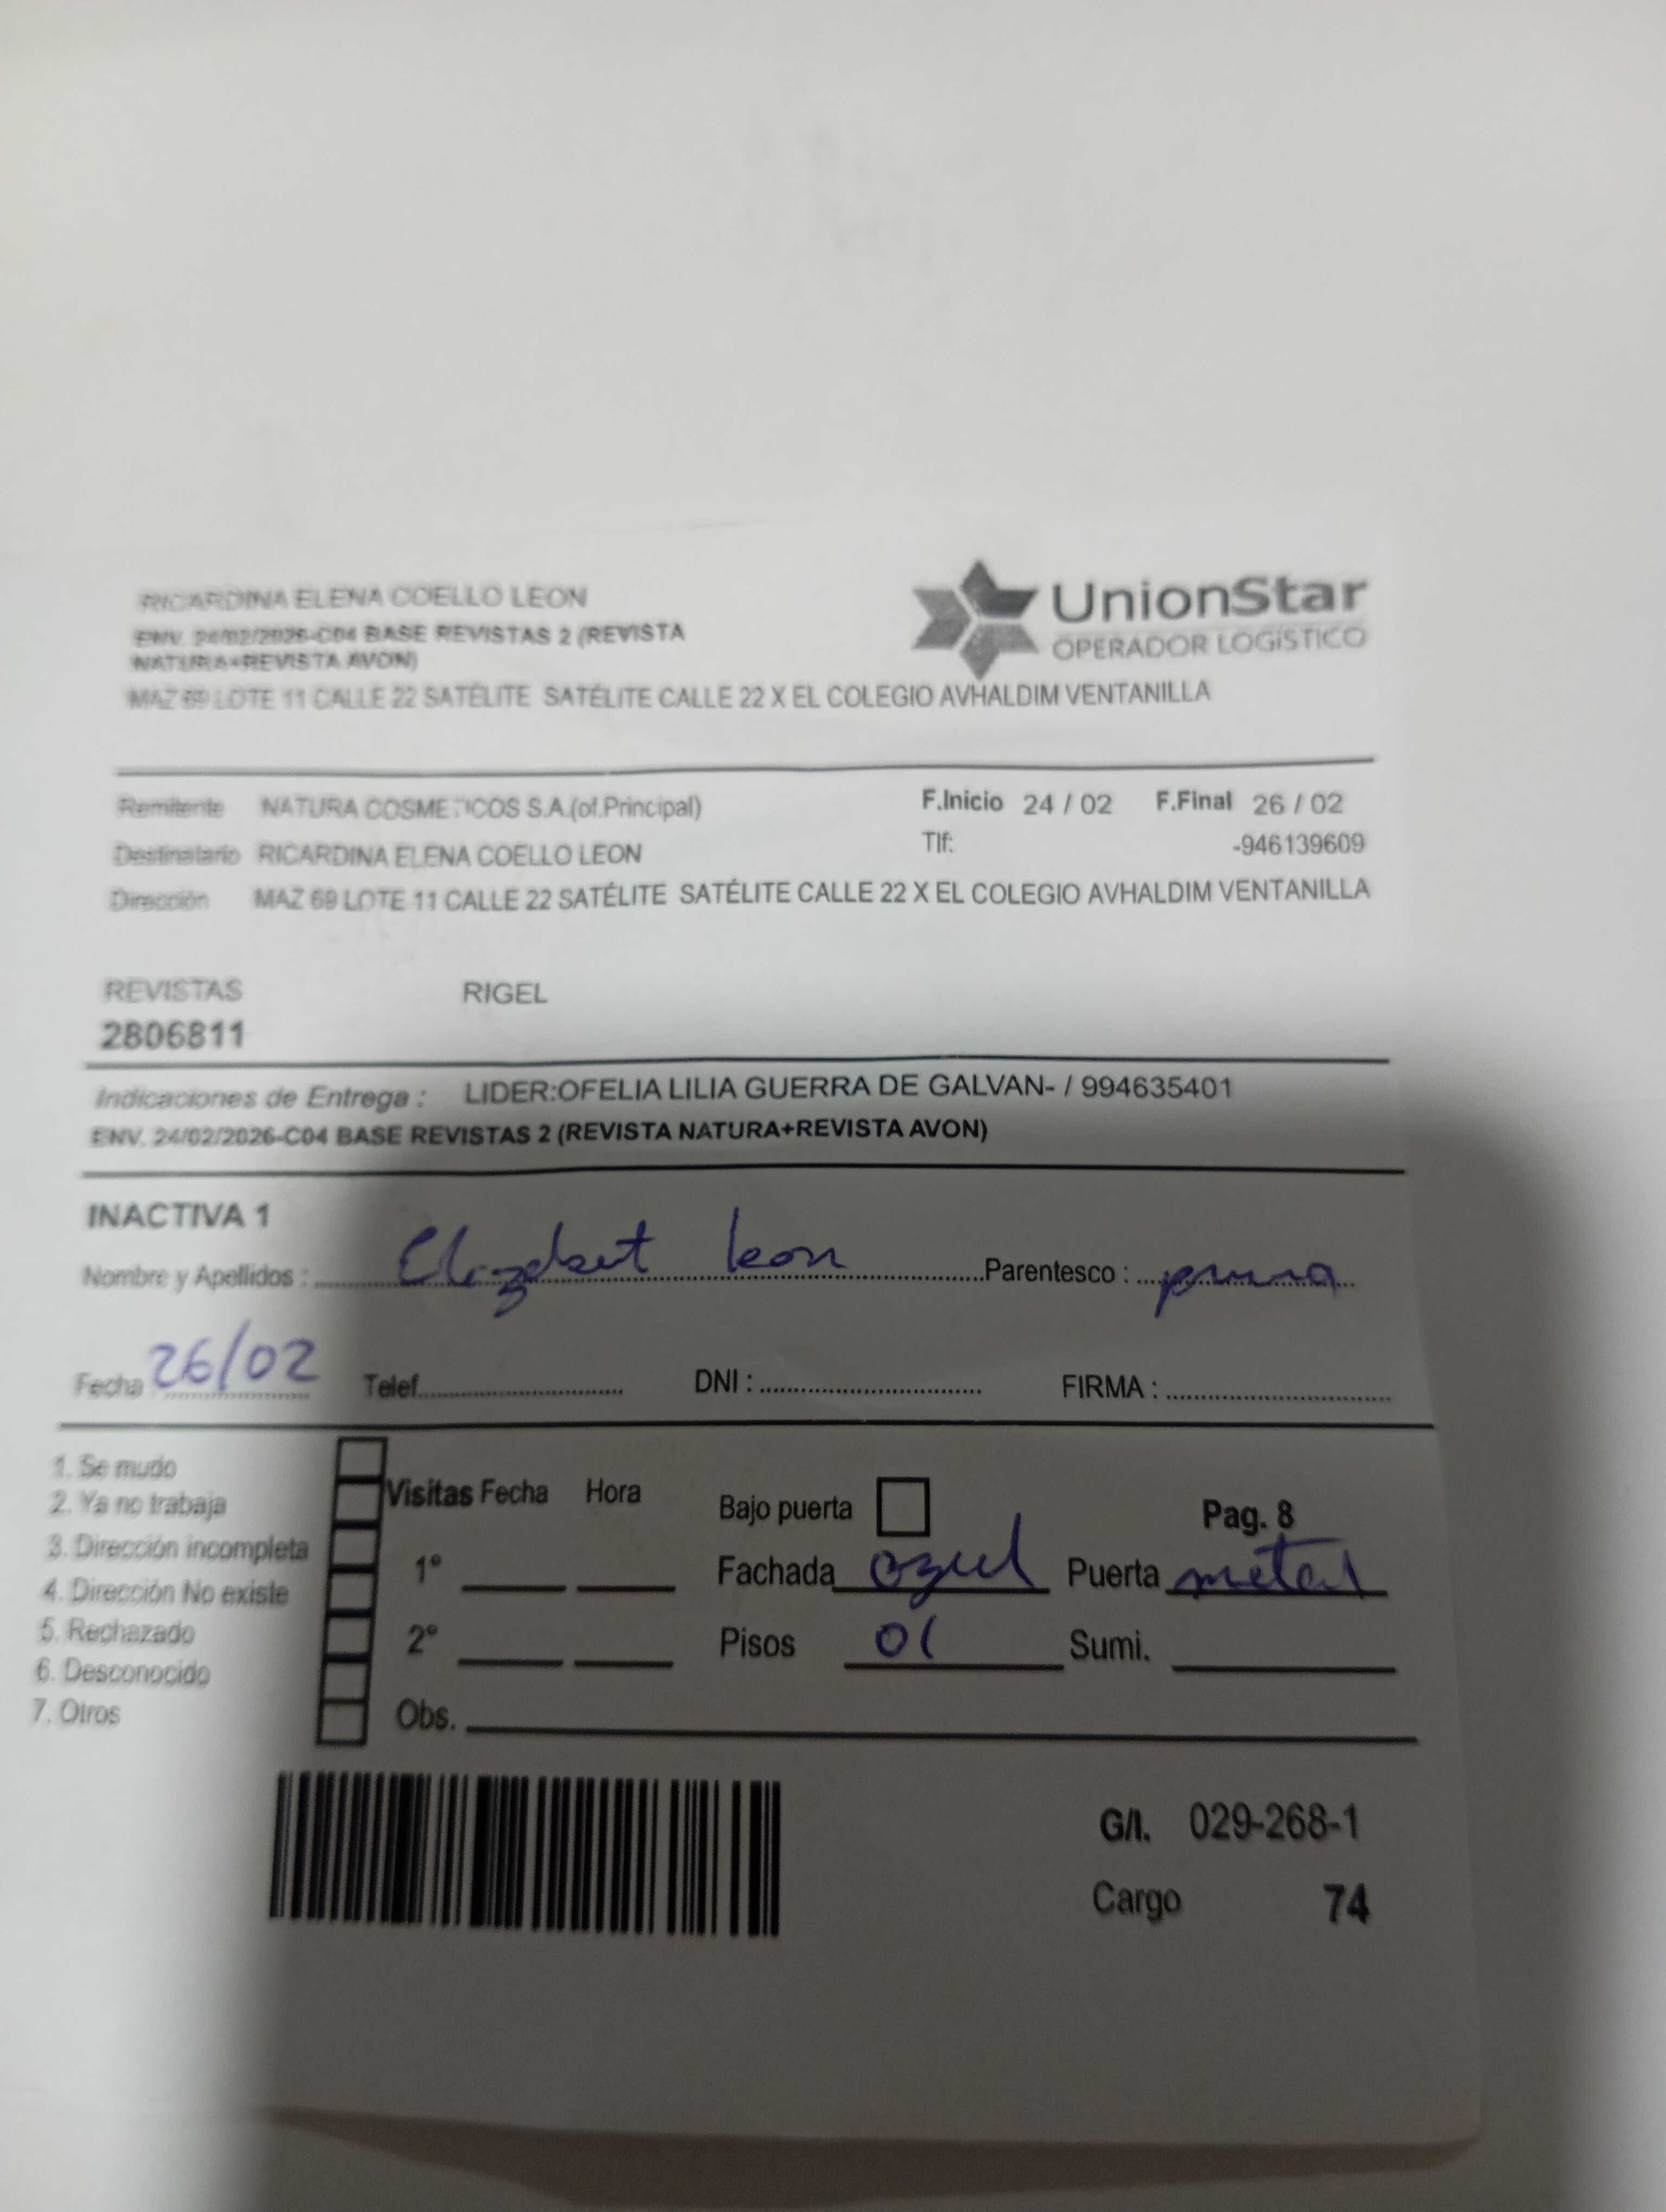 RICARDINA ELENA COELLO LEON
ENV. 24/02/2026-C04 BASE REVISTAS 2 (REVISTA
NATURA+REVISTA AVON)
MAZ 69 LOTE 11 CALLE 22 SATÉLITE SATÉLITE CALLE 22 X EL COLEGIO AVHALDIM VENTANILLA
UnionStar
OPERADOR LOGÍSTICO
Remitente NATURA COSMETICOS S.A.(of.Principal) F.Inicio 24 / 02 F.Final 26 / 02
Destinatario RICARDINA ELENA COELLO LEON Tlf: -946139609
Dirección MAZ 69 LOTE 11 CALLE 22 SATÉLITE SATÉLITE CALLE 22 X EL COLEGIO AVHALDIM VENTANILLA
REVISTAS RIGEL
2806811
Indicaciones de Entrega : LIDER:OFELIA LILIA GUERRA DE GALVAN- / 994635401
ENV. 24/02/2026-C04 BASE REVISTAS 2 (REVISTA NATURA+REVISTA AVON)
INACTIVA 1
Nombre y Apellidos : Elizabet leon Parentesco : prima
Fecha 26/02 Telef. DNI : FIRMA :
1. Se mudo
2. Ya no trabaja
3. Dirección incompleta
4. Dirección No existe
5. Rechazado
6. Desconocido
7. Otros
Visitas Fecha Hora Bajo puerta Pag. 8
1° Fachada azul Puerta metal
2° Pisos 01 Sumi.
Obs.
G/I. 029-268-1
Cargo 74